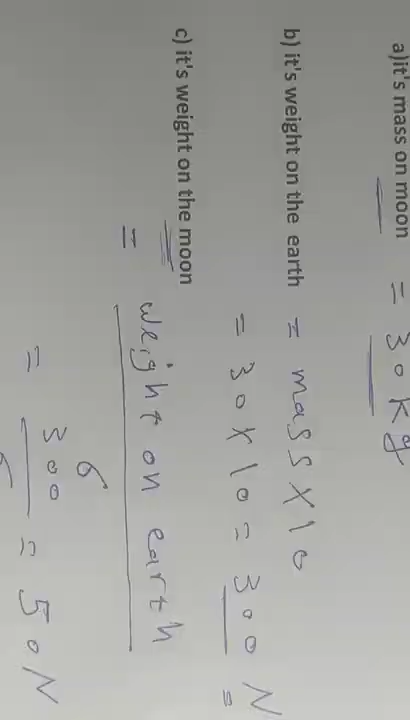 a)it's mass on moon = 30 kg
b) it's weight on the earth = mass x 10
= 30 x 10 = 300 N =
c) it's weight on the moon
= weight on earth
6
= 300 = 50 N
6